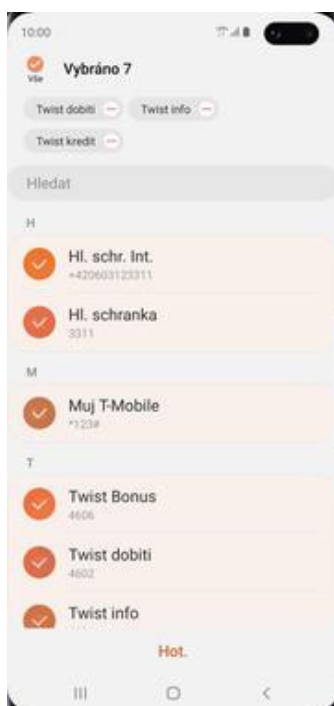 10:00
Vybráno 7
Vše
Twist dobiti
Twist info
Twist kredit
Hledat
H
Hl. schr. Int.
+420603123311
Hl. schranka
3311
M
Muj T-Mobile
*123#
T
Twist Bonus
4606
Twist dobiti
4602
Twist info
Hot.